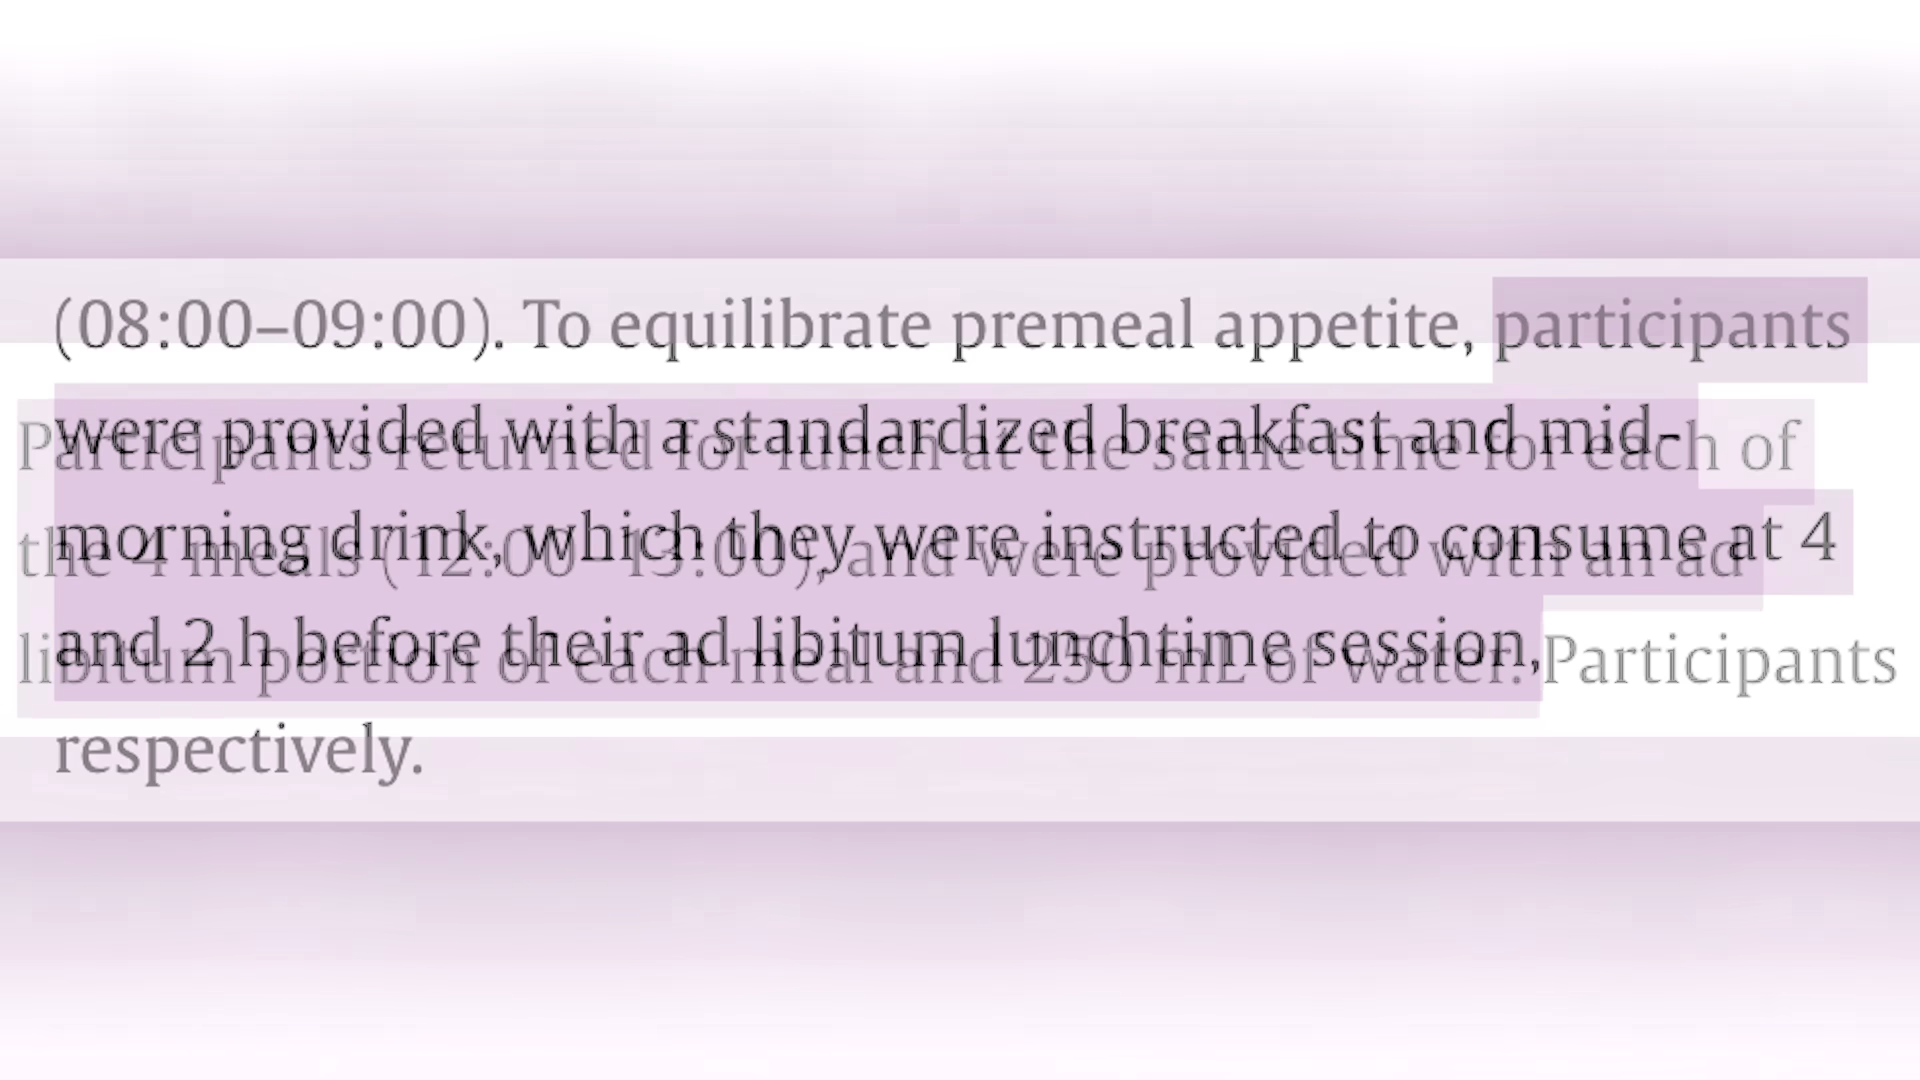 (08:00–09:00). To equilibrate premeal appetite, participants
were provided with a standardized breakfast and mid-
morning drink, which they were instructed to consume at 4
and 2 h before their ad libitum lunchtime session,
respectively.
Participants returned for lunch at the same time for each of
the 4 meals (12:00–13:00), and were provided with an ad
libitum portion of each meal and 250 mL of water. Participants